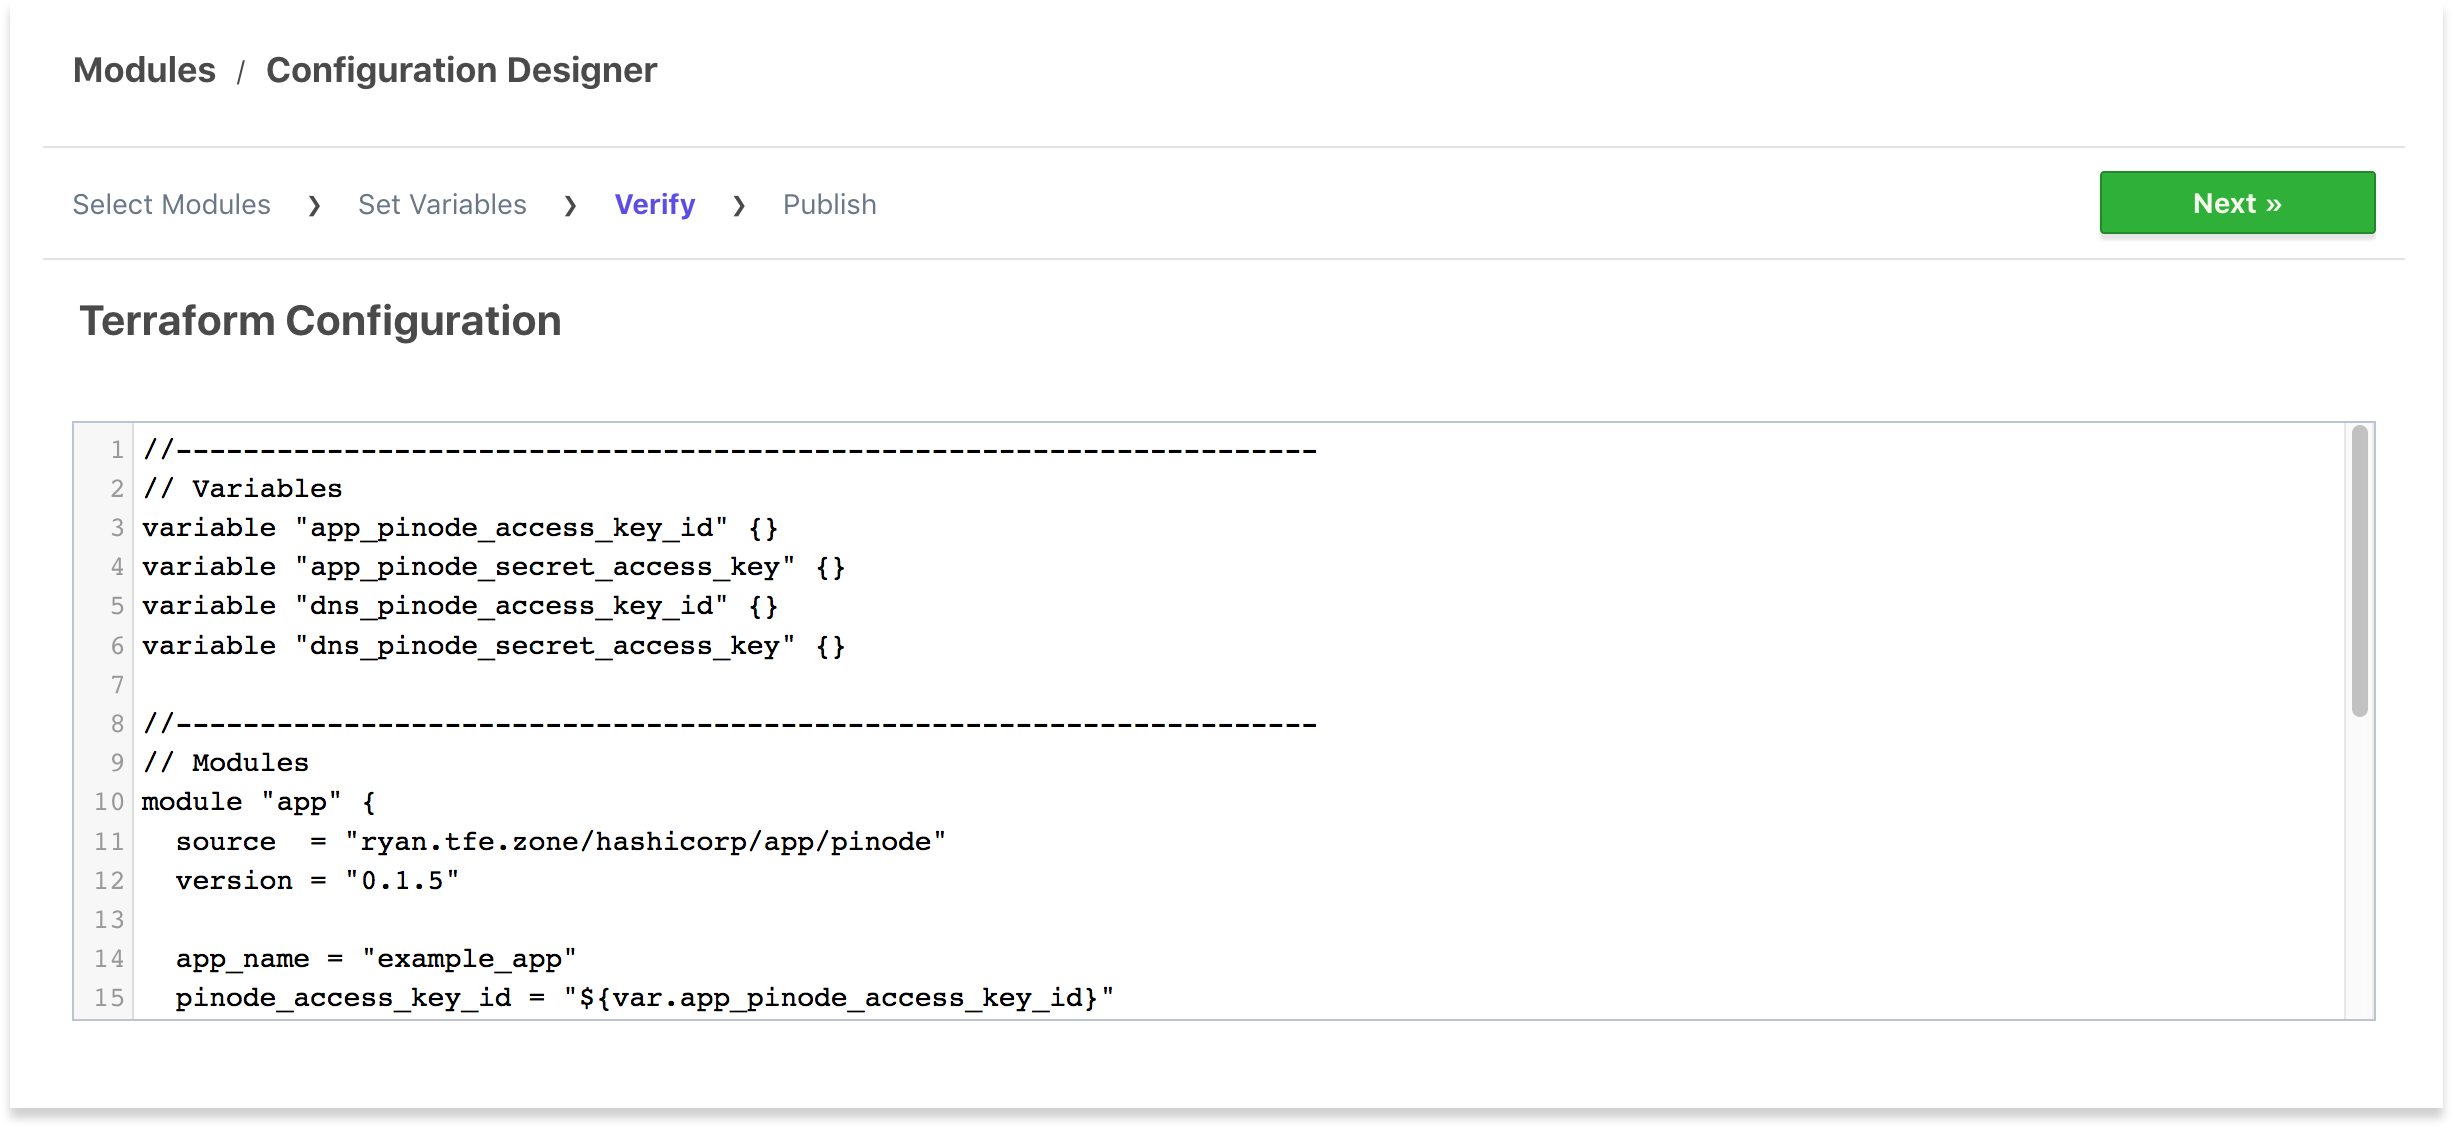 Modules / Configuration Designer
Select Modules ❯ Set Variables ❯ Verify ❯ Publish
Next »
Terraform Configuration
1 //--------------------------------------------------------------------
2 // Variables
3 variable "app_pinode_access_key_id" {}
4 variable "app_pinode_secret_access_key" {}
5 variable "dns_pinode_access_key_id" {}
6 variable "dns_pinode_secret_access_key" {}
7
8 //--------------------------------------------------------------------
9 // Modules
10 module "app" {
11   source  = "ryan.tfe.zone/hashicorp/app/pinode"
12   version = "0.1.5"
13
14   app_name = "example_app"
15   pinode_access_key_id = "${var.app_pinode_access_key_id}"